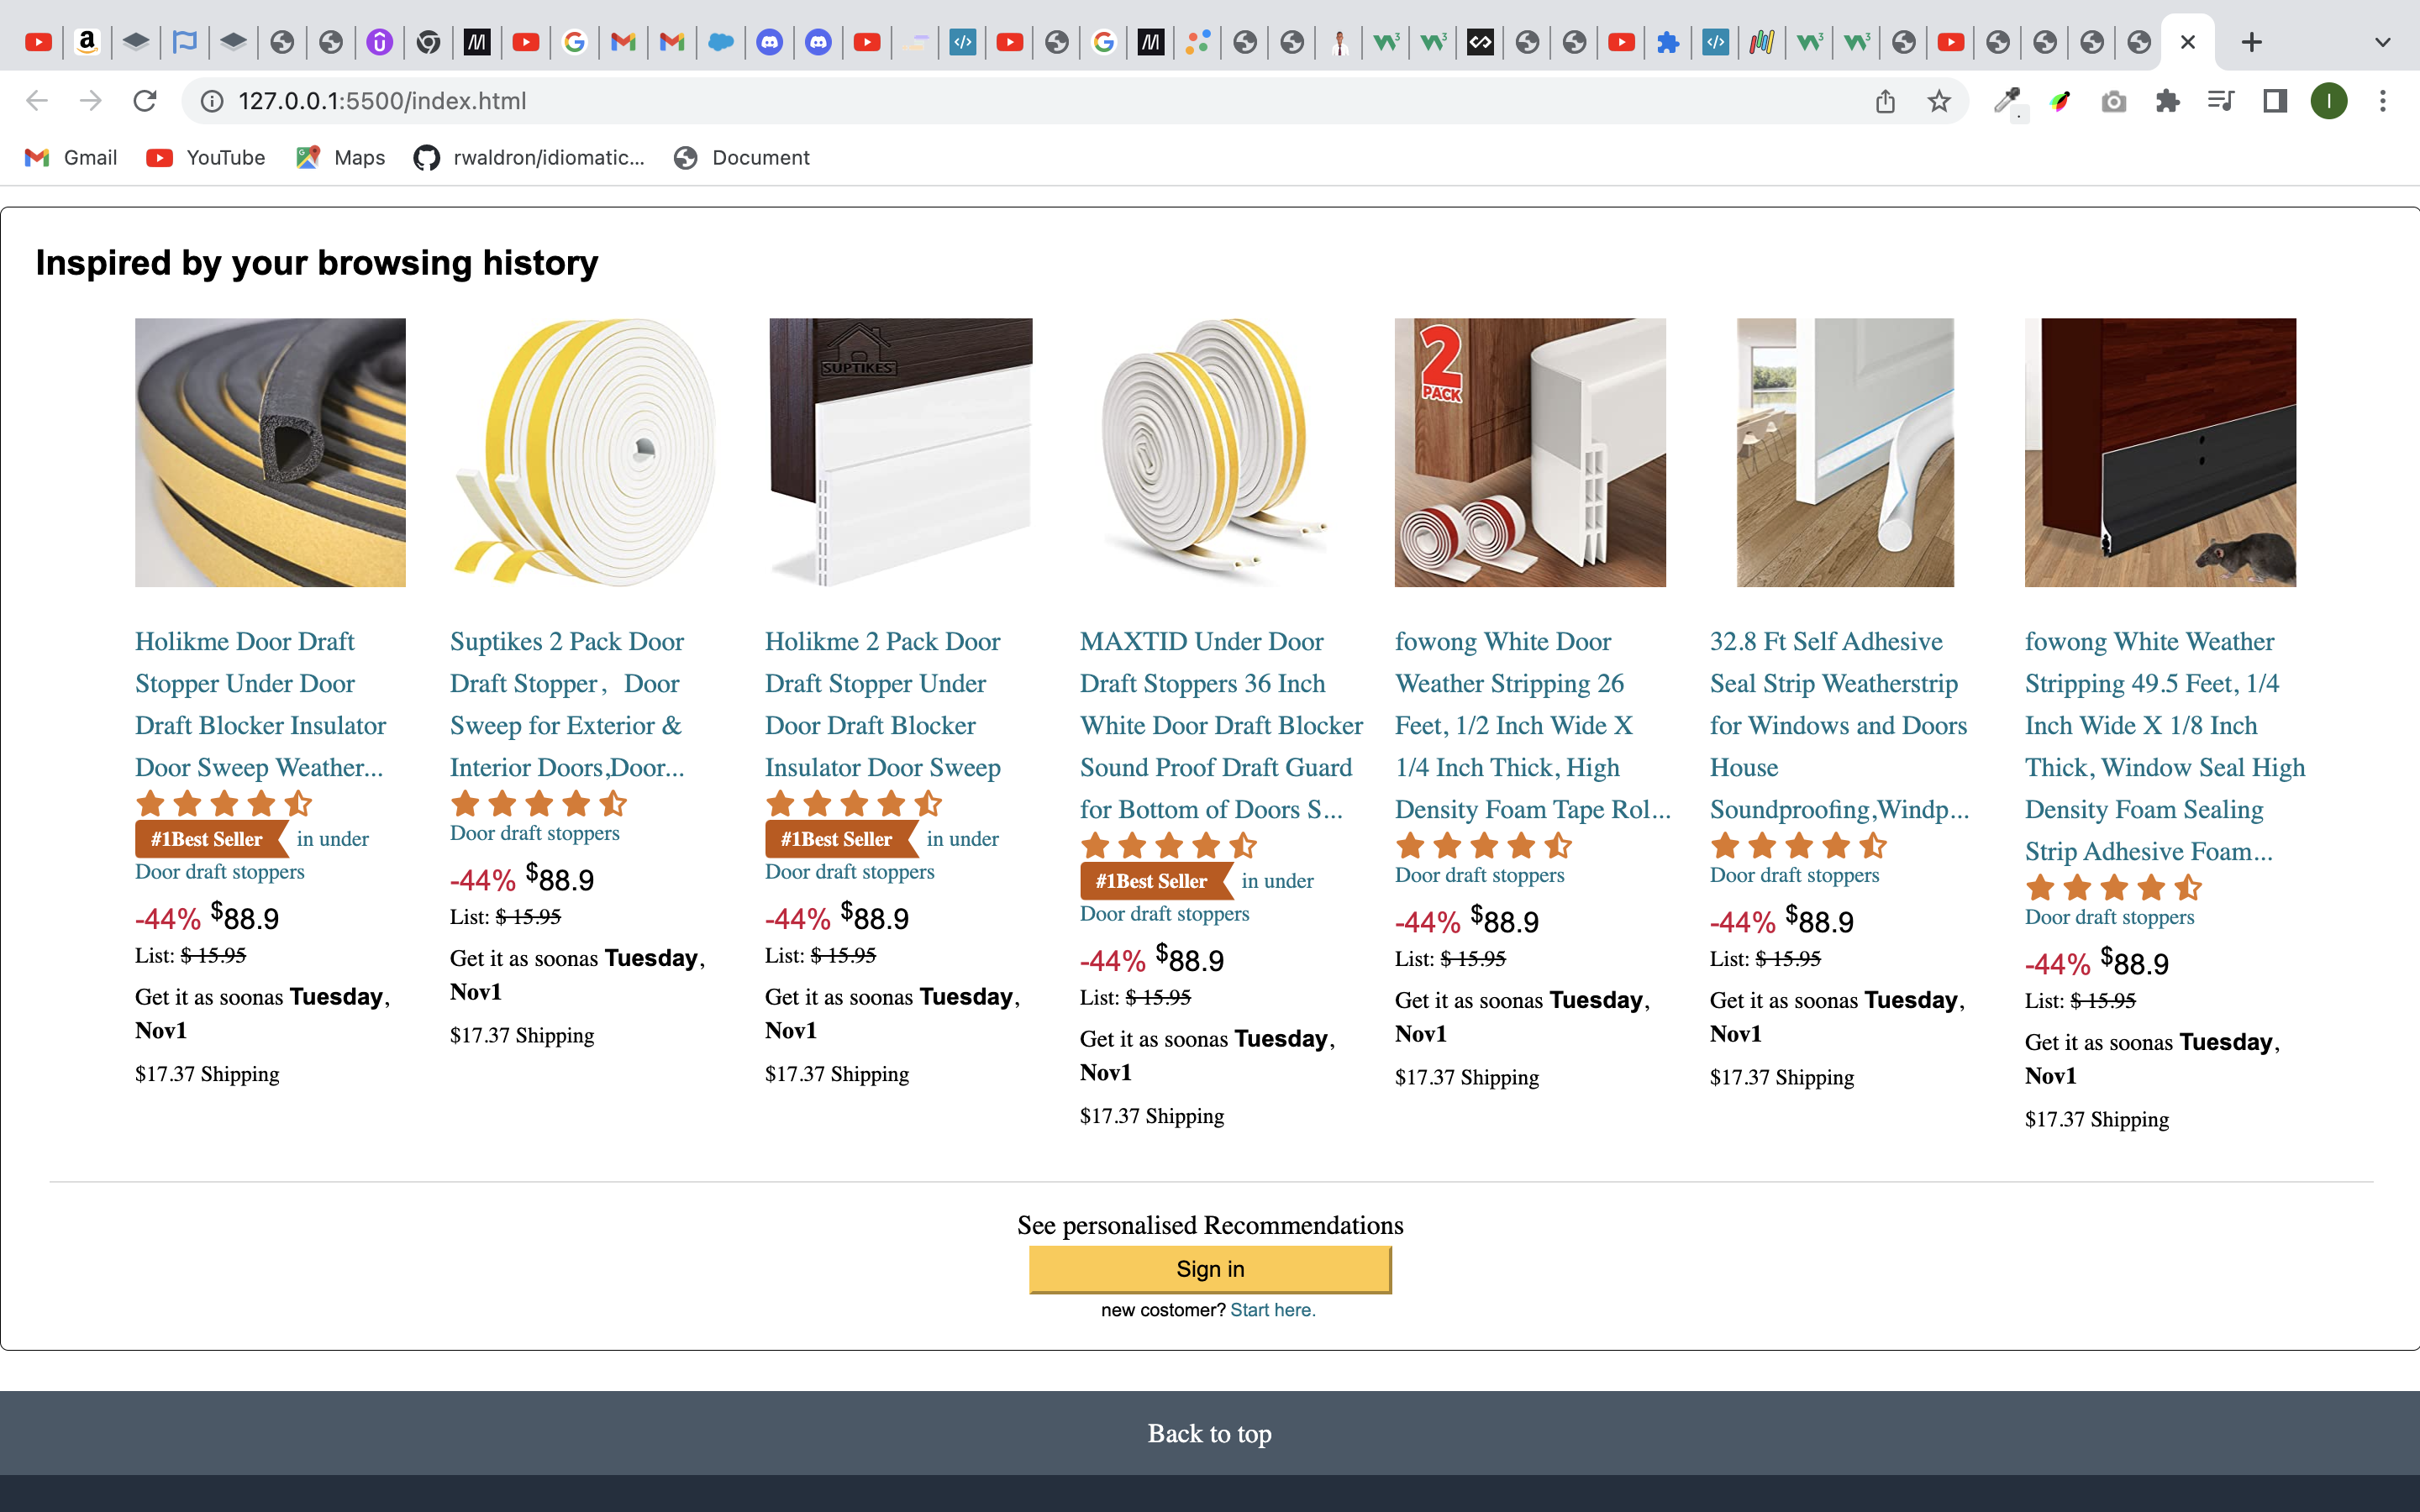 127.0.0.1:5500/index.html
Gmail YouTube Maps rwaldron/idiomatic... Document
Inspired by your browsing history
SUPTIKES
2
PACK
Holikme Door Draft
Stopper Under Door
Draft Blocker Insulator
Door Sweep Weather...
#1Best Seller in under
Door draft stoppers
-44% $88.9
List: $ 15.95
Get it as soonas Tuesday,
Nov1
$17.37 Shipping
Suptikes 2 Pack Door
Draft Stopper，Door
Sweep for Exterior &
Interior Doors,Door...
Door draft stoppers
-44% $88.9
List: $ 15.95
Get it as soonas Tuesday,
Nov1
$17.37 Shipping
Holikme 2 Pack Door
Draft Stopper Under
Door Draft Blocker
Insulator Door Sweep
#1Best Seller in under
Door draft stoppers
-44% $88.9
List: $ 15.95
Get it as soonas Tuesday,
Nov1
$17.37 Shipping
MAXTID Under Door
Draft Stoppers 36 Inch
White Door Draft Blocker
Sound Proof Draft Guard
for Bottom of Doors S...
#1Best Seller in under
Door draft stoppers
-44% $88.9
List: $ 15.95
Get it as soonas Tuesday,
Nov1
$17.37 Shipping
fowong White Door
Weather Stripping 26
Feet, 1/2 Inch Wide X
1/4 Inch Thick, High
Density Foam Tape Rol...
Door draft stoppers
-44% $88.9
List: $ 15.95
Get it as soonas Tuesday,
Nov1
$17.37 Shipping
32.8 Ft Self Adhesive
Seal Strip Weatherstrip
for Windows and Doors
House
Soundproofing,Windp...
Door draft stoppers
-44% $88.9
List: $ 15.95
Get it as soonas Tuesday,
Nov1
$17.37 Shipping
fowong White Weather
Stripping 49.5 Feet, 1/4
Inch Wide X 1/8 Inch
Thick, Window Seal High
Density Foam Sealing
Strip Adhesive Foam...
Door draft stoppers
-44% $88.9
List: $ 15.95
Get it as soonas Tuesday,
Nov1
$17.37 Shipping
See personalised Recommendations
Sign in
new costomer? Start here.
Back to top